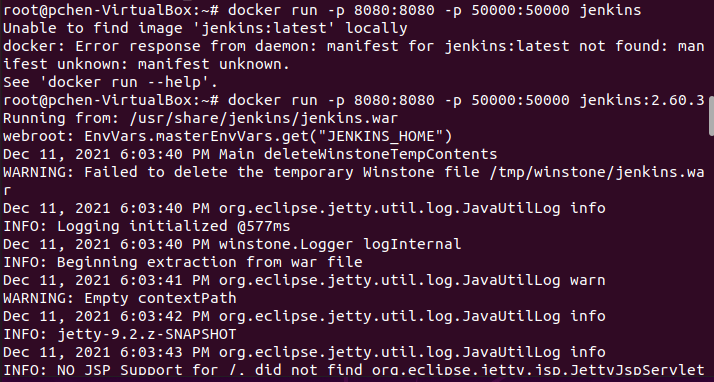 root@pchen-VirtualBox:~# docker run -p 8080:8080 -p 50000:50000 jenkins
Unable to find image 'jenkins:latest' locally
docker: Error response from daemon: manifest for jenkins:latest not found: man
ifest unknown: manifest unknown.
See 'docker run --help'.
root@pchen-VirtualBox:~# docker run -p 8080:8080 -p 50000:50000 jenkins:2.60.3
Running from: /usr/share/jenkins/jenkins.war
webroot: EnvVars.masterEnvVars.get("JENKINS_HOME")
Dec 11, 2021 6:03:40 PM Main deleteWinstoneTempContents
WARNING: Failed to delete the temporary Winstone file /tmp/winstone/jenkins.wa
r
Dec 11, 2021 6:03:40 PM org.eclipse.jetty.util.log.JavaUtilLog info
INFO: Logging initialized @577ms
Dec 11, 2021 6:03:40 PM winstone.Logger logInternal
INFO: Beginning extraction from war file
Dec 11, 2021 6:03:41 PM org.eclipse.jetty.util.log.JavaUtilLog warn
WARNING: Empty contextPath
Dec 11, 2021 6:03:42 PM org.eclipse.jetty.util.log.JavaUtilLog info
INFO: jetty-9.2.z-SNAPSHOT
Dec 11, 2021 6:03:43 PM org.eclipse.jetty.util.log.JavaUtilLog info
INFO: NO JSP Support for /, did not find org.eclipse.jetty.jsp.JettyJspServlet